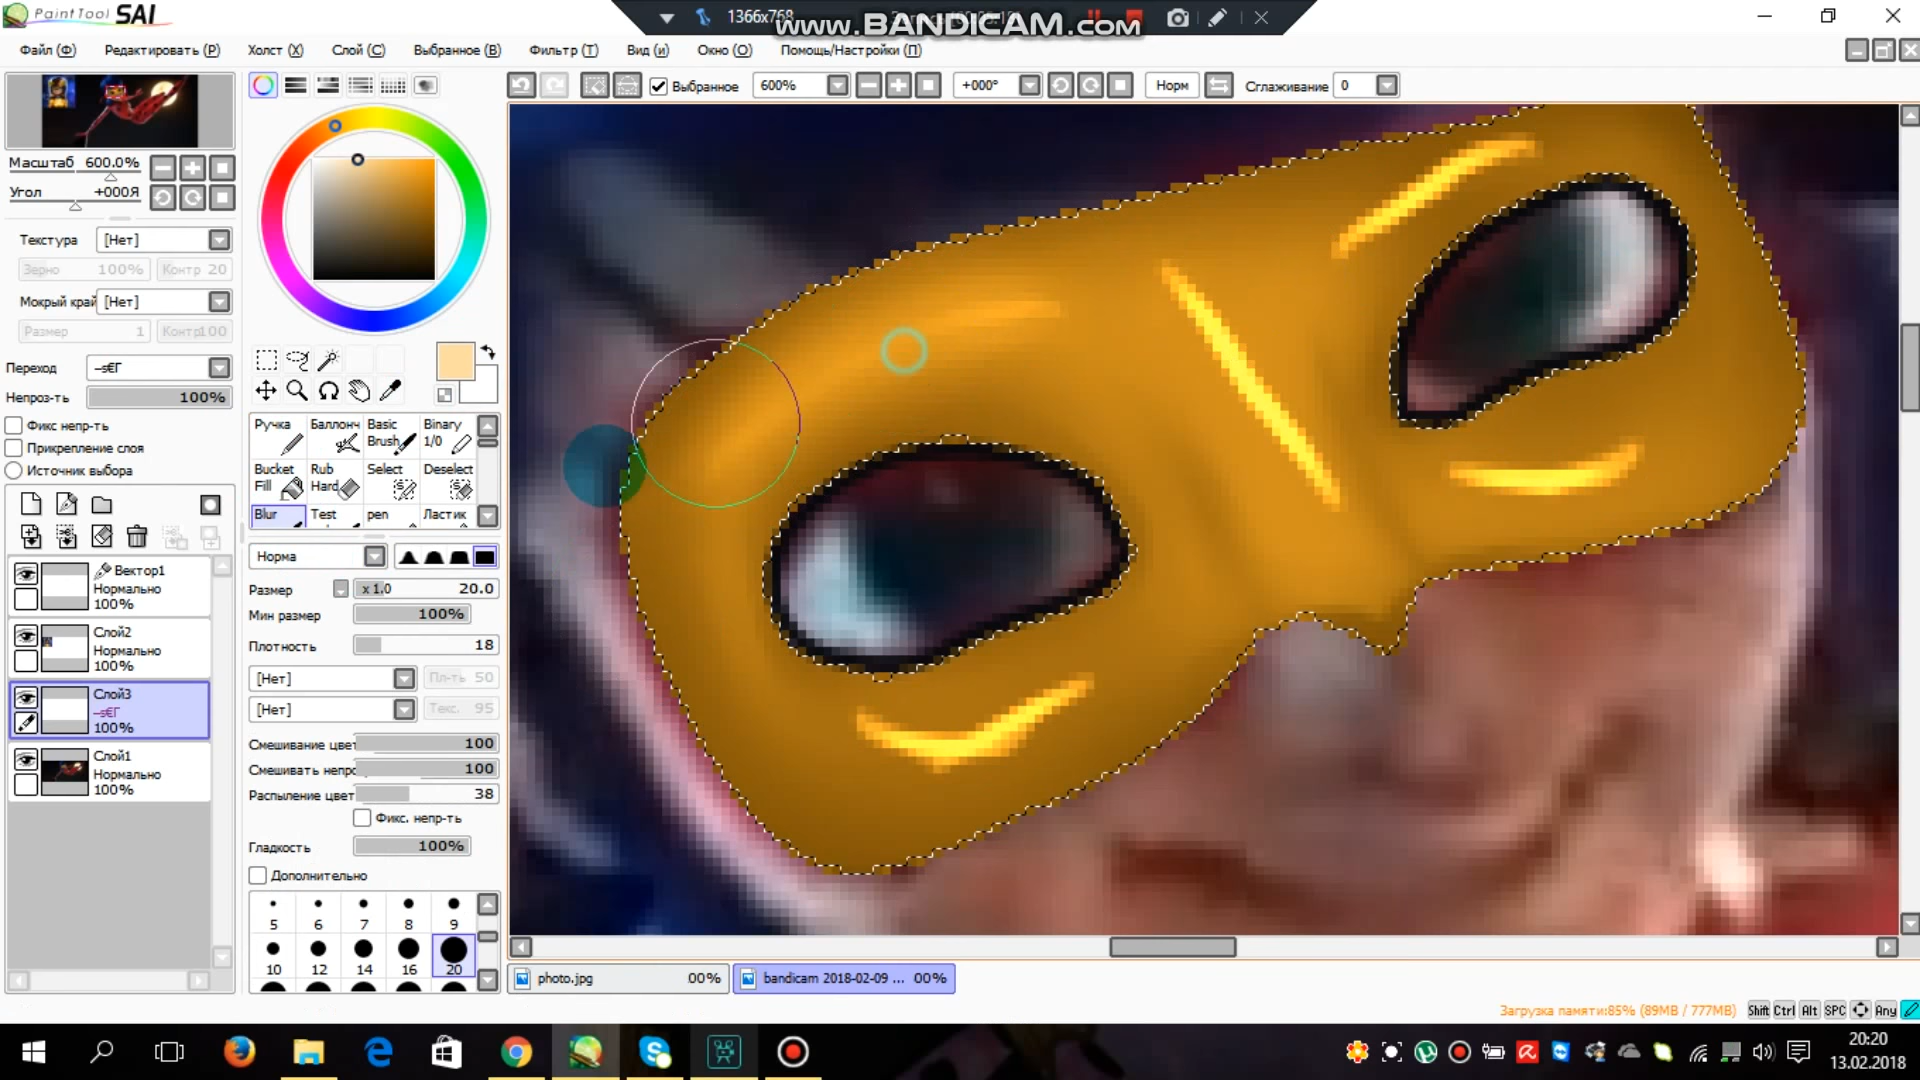 PaintTool SAI
1366x768
www.BANDICAM.com
Файл (Ф) Редактировать (Р) Холст (Х) Слой (С) Выбранное (В) Фильтр (Т) Вид (и) Окно (О) Помощь/Настройки (П)
Выбранное 600% +000° Норм Сглаживание 0
Масштаб 600.0%
Угол +000Я
Текстура [Нет]
Зерно 100% Контр 20
Мокрый край [Нет]
Размер 1 Контр100
Переход –s€Г
Непроз-ть 100%
Фикс непр-ть
Прикрепление слоя
Источник выбора
Вектор1
Нормально
100%
Слой2
Нормально
100%
Слой3
–s€Г
100%
Слой1
Нормально
100%
Ручка Баллонч Basic Brush Binary 1/0
Bucket Fill Rub Hard Select Deselect
Blur Test pen Ластик
Норма
Размер x 1.0 20.0
Мин размер 100%
Плотность 18
[Нет] Пл-ть 50
[Нет] Текс. 95
Смешивание цвет 100
Смешивать непро 100
Распыление цвет 38
Фикс. непр-ть
Гладкость 100%
Дополнительно
5 6 7 8 9
10 12 14 16 20
photo.jpg 00% bandicam 2018-02-09 ... 00%
Загрузка памяти:85% (89MB / 777MB) Shift Ctrl Alt SPC Any
20:20
13.02.2018